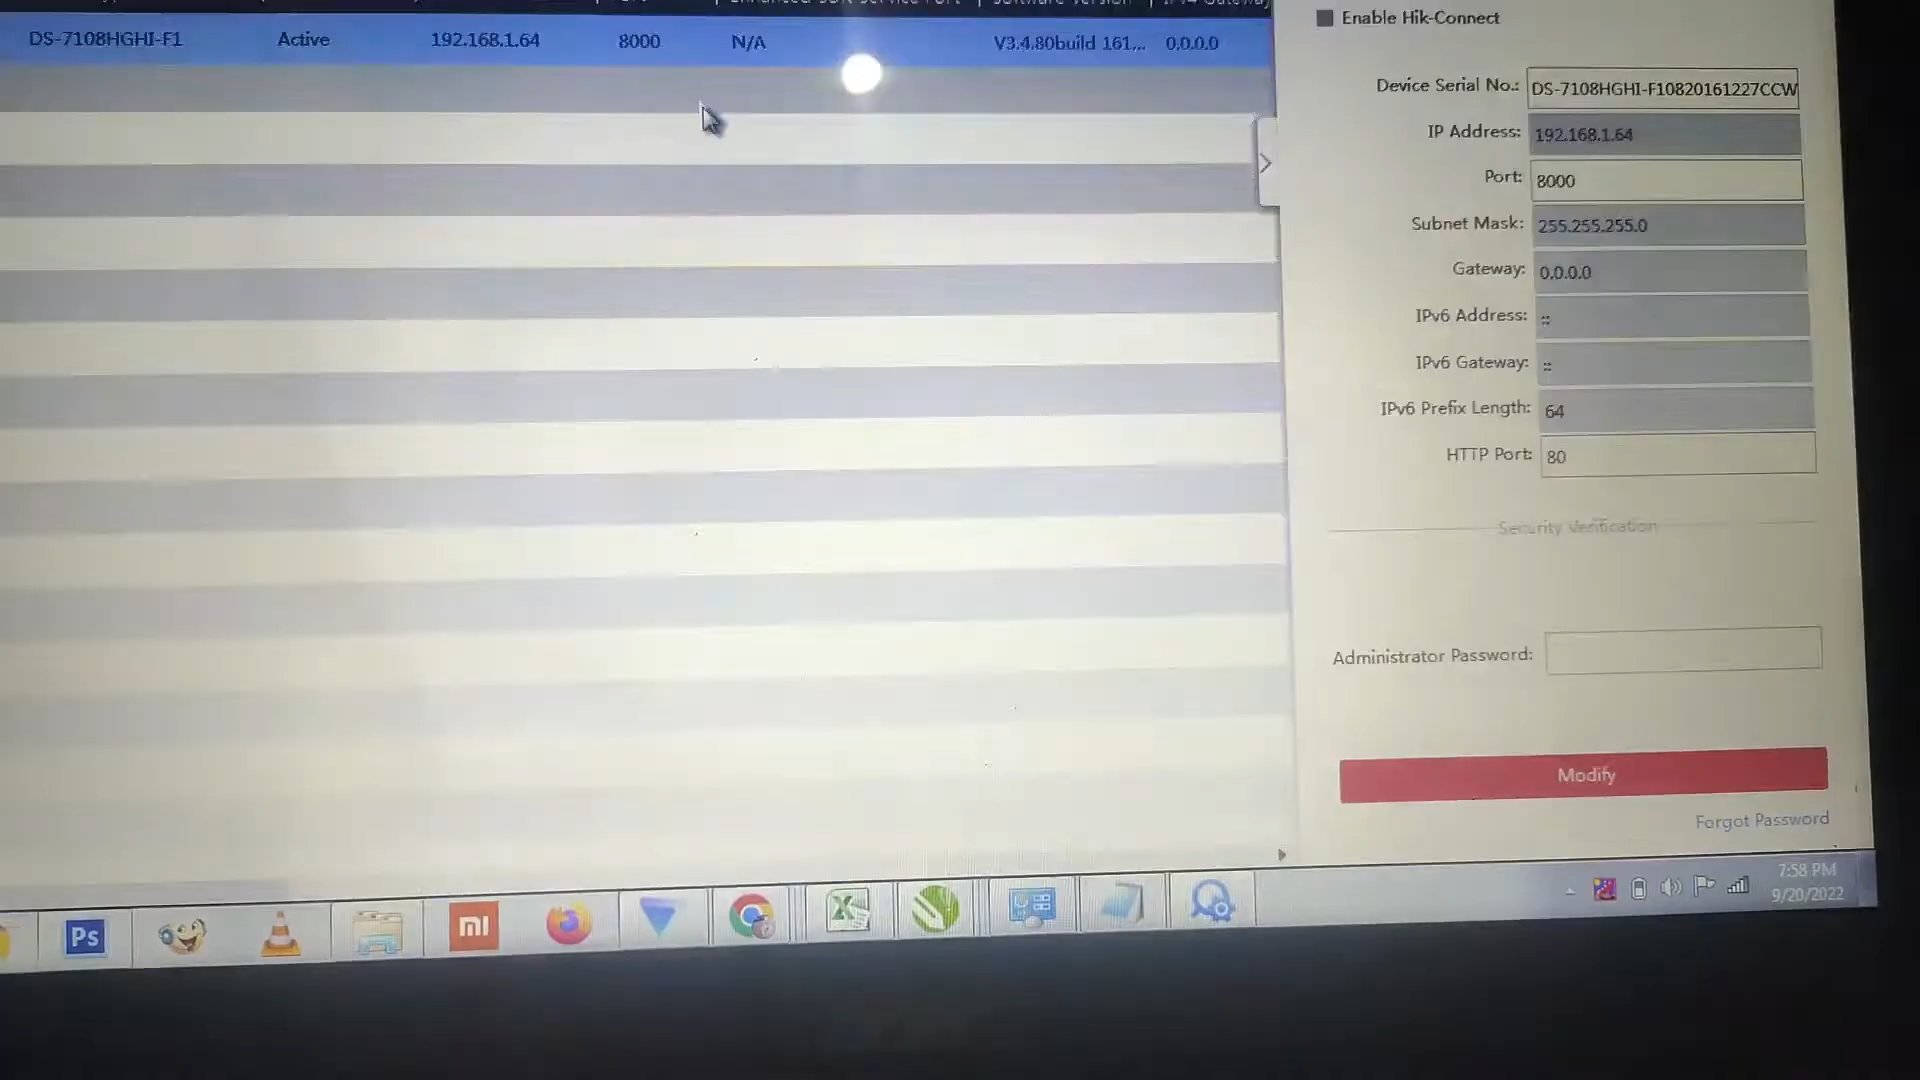 Enable Hik-Connect
DS-7108HGHI-F1 Active 192.168.1.64 8000 N/A V3.4.80build 161... 0.0.0.0
Device Serial No.: DS-7108HGHI-F10820161227CCW
IP Address: 192.168.1.64
Port: 8000
Subnet Mask: 255.255.255.0
Gateway: 0.0.0.0
IPv6 Address: ::
IPv6 Gateway: ::
IPv6 Prefix Length: 64
HTTP Port: 80
Security Verification
Administrator Password:
Modify
Forgot Password
7:58 PM
9/20/2022
Ps
mi